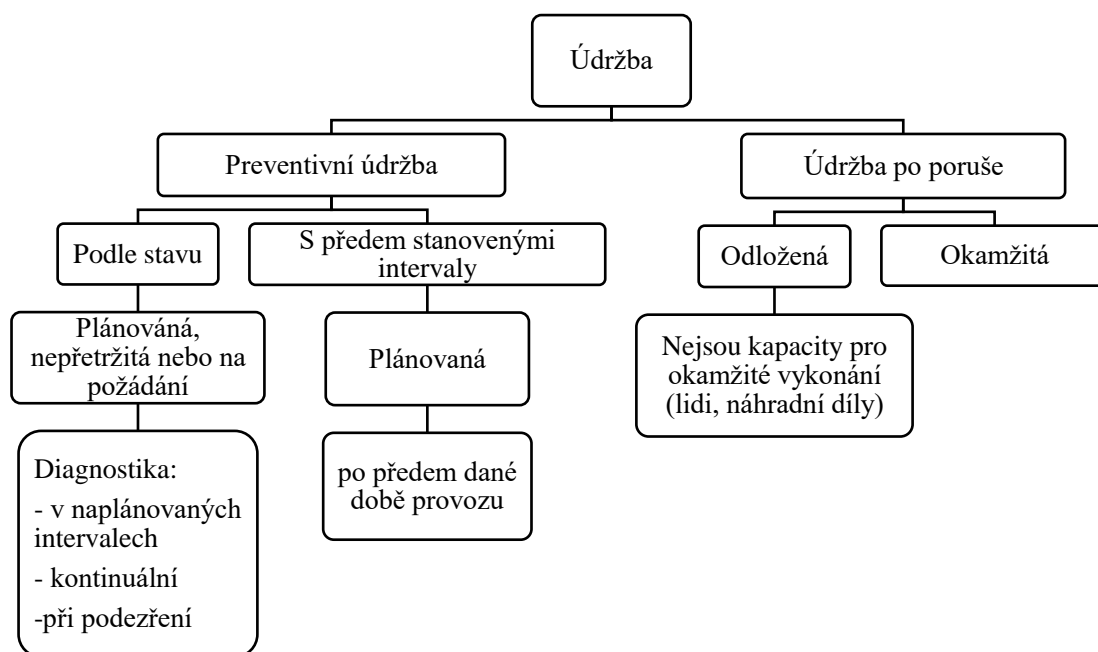 Údržba
Preventivní údržba
Údržba po poruše
Podle stavu
S předem stanovenými
intervaly
Odložená
Okamžitá
Plánováná,
nepřetržitá nebo na
požádání
Plánovaná
Nejsou kapacity pro
okamžité vykonání
(lidi, náhradní díly)
Diagnostika:
- v naplánovaných
intervalech
- kontinuální
-při podezření
po předem dané
době provozu